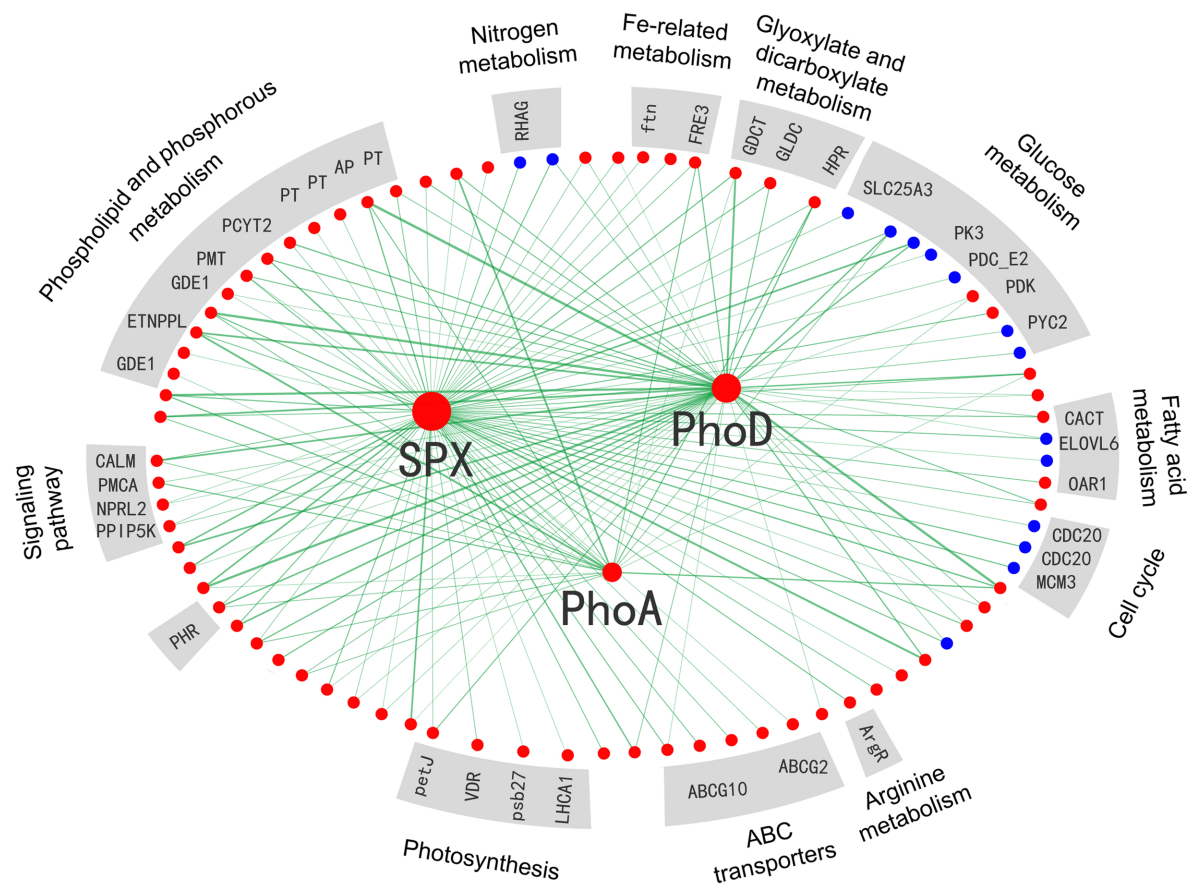 Nitrogen
metabolism
RHAG
Fe-related
metabolism
ftn
FRE3
Glyoxylate and
dicarboxylate
metabolism
GDCT
GLDC
HPR
Glucose
metabolism
SLC25A3
PK3
PDC_E2
PDK
PYC2
Fatty acid
metabolism
CACT
ELOVL6
OAR1
Cell cycle
CDC20
CDC20
MCM3
Arginine
metabolism
ArgR
ABC
transporters
ABCG2
ABCG10
Photosynthesis
petJ
VDR
psb27
LHCA1
PHR
Signaling
pathway
CALM
PMCA
NPRL2
PPIP5K
Phospholipid and phosphorous
metabolism
PT
AP
PT
PT
PCYT2
PMT
GDE1
ETNPPL
GDE1
SPX
PhoD
PhoA